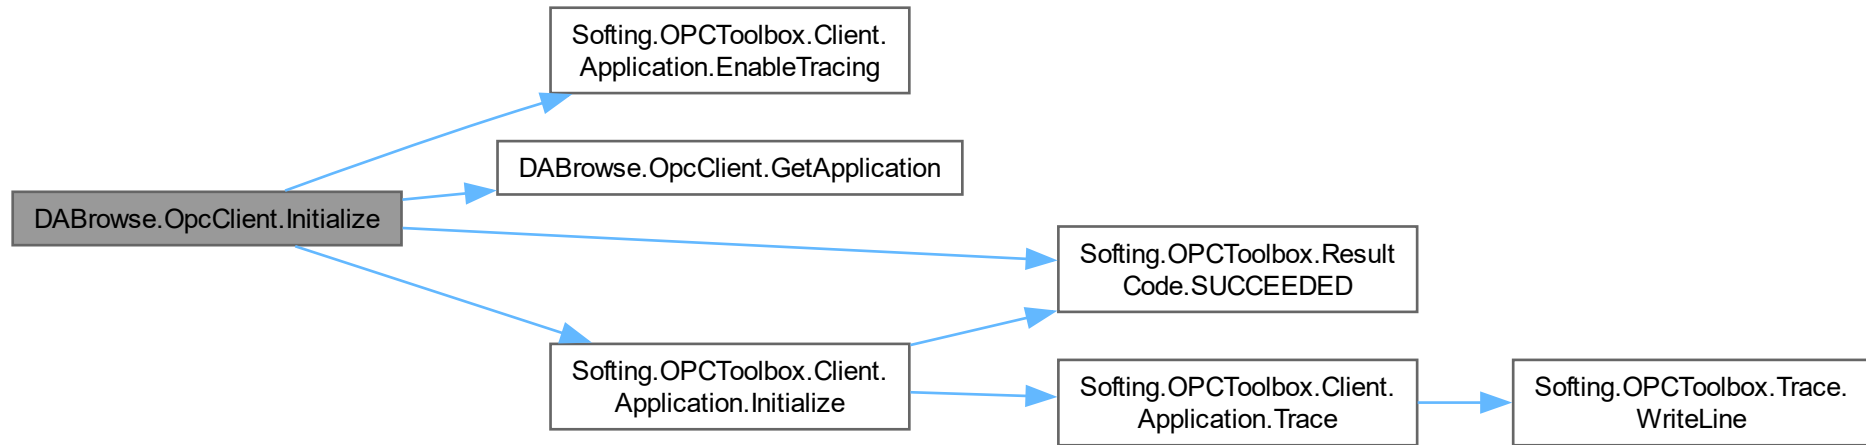 Softing.OPCToolbox.Client.
Application.EnableTracing
DABrowse.OpcClient.GetApplication
DABrowse.OpcClient.Initialize
Softing.OPCToolbox.Result
Code.SUCCEEDED
Softing.OPCToolbox.Client.
Application.Initialize
Softing.OPCToolbox.Client.
Application.Trace
Softing.OPCToolbox.Trace.
WriteLine